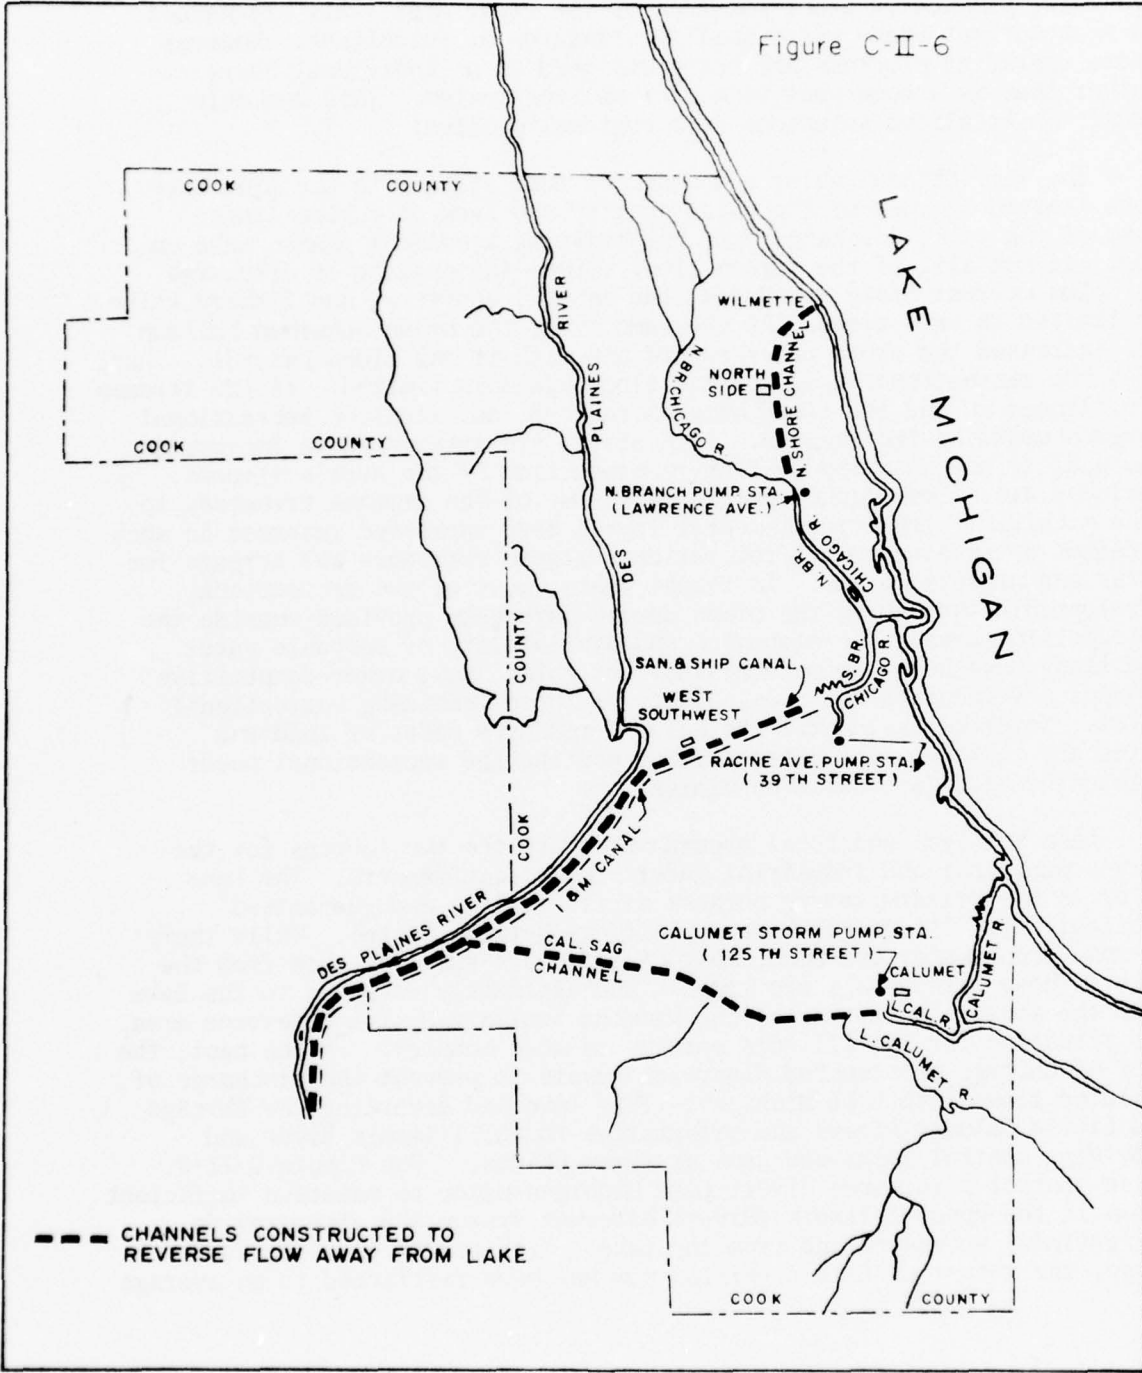 Figure C-II-6
COOK COUNTY
LAKE MICHIGAN
RIVER
PLAINES
DES
WILMETTE
N. BR CHICAGO R.
NORTH
SIDE
N SHORE CHANNEL
COOK COUNTY
N. BRANCH PUMP. STA.
(LAWRENCE AVE.)
N. BR.
CHICAGO R.
COUNTY
COOK
SAN. & SHIP CANAL
S. BR.
CHICAGO R.
WEST
SOUTHWEST
RACINE AVE. PUMP. STA.
( 39TH STREET)
I & M CANAL
DES PLAINES RIVER
CAL. SAG
CHANNEL
CALUMET STORM PUMP. STA.
( 125TH STREET )
CALUMET
CALUMET R.
L. CAL. R.
L. CALUMET R.
CHANNELS CONSTRUCTED TO
REVERSE FLOW AWAY FROM LAKE
COOK COUNTY